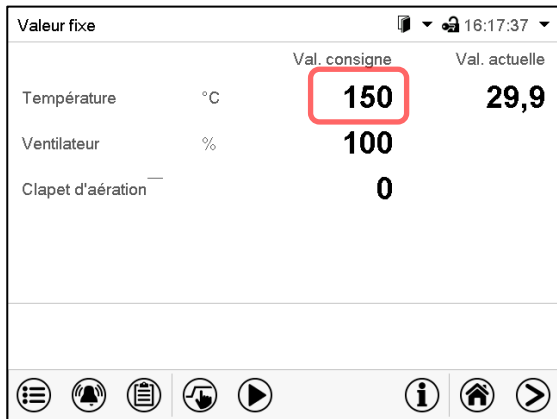 Valeur fixe 16:17:37
Val. consigne Val. actuelle
Température °C 150 29,9
Ventilateur % 100
Clapet d'aération 0